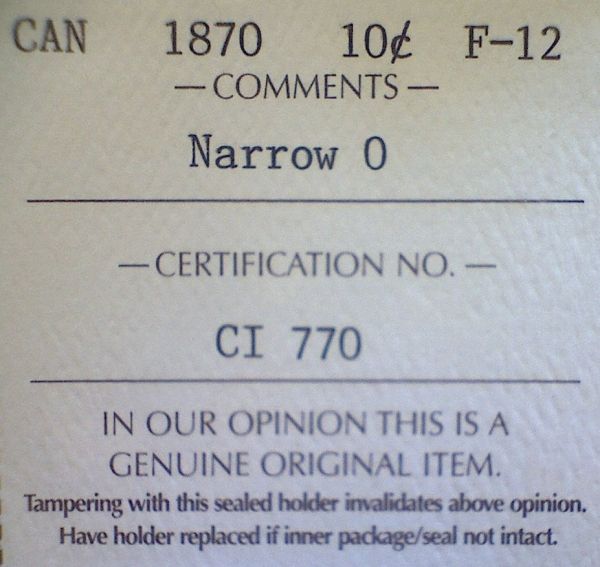 CAN 1870 10¢ F-12
— COMMENTS —
Narrow O
— CERTIFICATION NO. —
CI 770
IN OUR OPINION THIS IS A
GENUINE ORIGINAL ITEM.
Tampering with this sealed holder invalidates above opinion.
Have holder replaced if inner package/seal not intact.